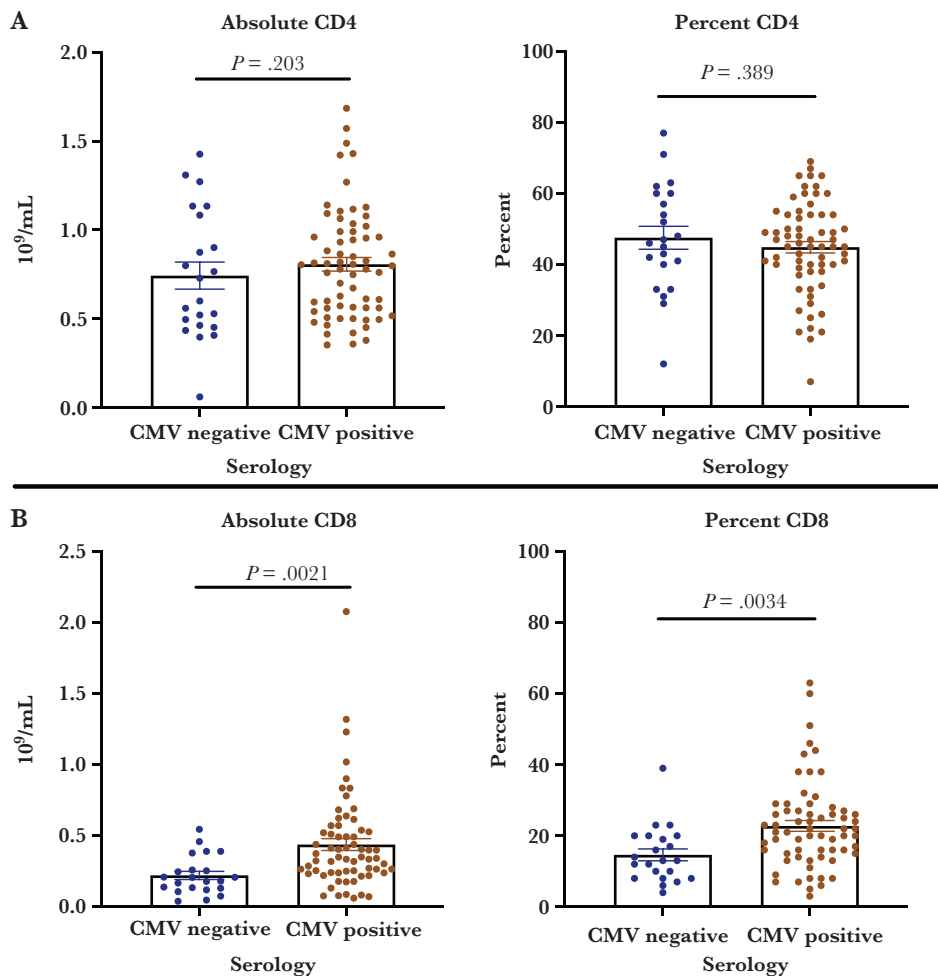 A
Absolute CD4
2.0
1.5
1.0
0.5
0.0
10⁹/mL
P = .203
CMV negative CMV positive
Serology
Percent CD4
100
80
60
40
20
0
Percent
P = .389
CMV negative CMV positive
Serology
B
Absolute CD8
2.5
2.0
1.5
1.0
0.5
0.0
10⁹/mL
P = .0021
CMV negative CMV positive
Serology
Percent CD8
100
80
60
40
20
0
Percent
P = .0034
CMV negative CMV positive
Serology